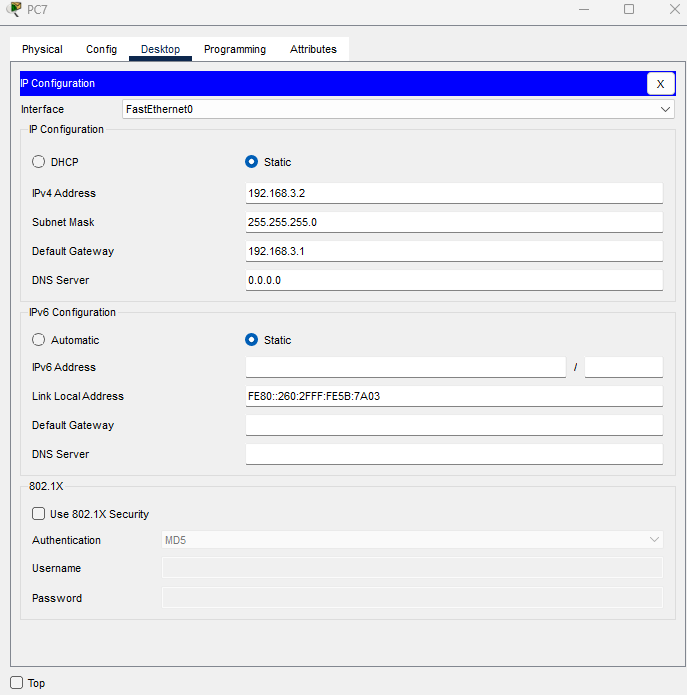 PC7
Physical Config Desktop Programming Attributes
IP Configuration X
Interface FastEthernet0
IP Configuration
DHCP Static
IPv4 Address 192.168.3.2
Subnet Mask 255.255.255.0
Default Gateway 192.168.3.1
DNS Server 0.0.0.0
IPv6 Configuration
Automatic Static
IPv6 Address /
Link Local Address FE80::260:2FFF:FE5B:7A03
Default Gateway
DNS Server
802.1X
Use 802.1X Security
Authentication MD5
Username
Password
Top